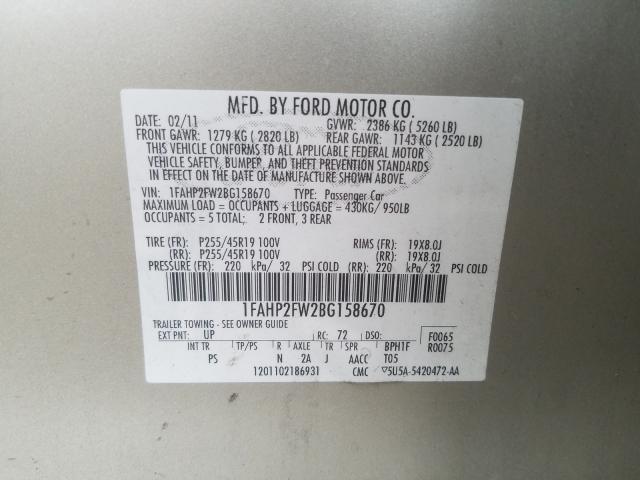 MFD. BY FORD MOTOR CO.
DATE: 02/11 GVWR: 2386 KG ( 5260 LB)
FRONT GAWR: 1279 KG ( 2820 LB) REAR GAWR: 1143 KG ( 2520 LB)
THIS VEHICLE CONFORMS TO ALL APPLICABLE FEDERAL MOTOR
VEHICLE SAFETY, BUMPER, AND THEFT PREVENTION STANDARDS
IN EFFECT ON THE DATE OF MANUFACTURE SHOWN ABOVE.
VIN: 1FAHP2FW2BG158670 TYPE: Passenger Car
MAXIMUM LOAD = OCCUPANTS + LUGGAGE = 430KG/ 950LB
OCCUPANTS = 5 TOTAL; 2 FRONT, 3 REAR
TIRE (FR): P255/45R19 100V RIMS (FR): 19X8.0J
(RR): P255/45R19 100V (RR): 19X8.0J
PRESSURE (FR): 220 kPa/ 32 PSI COLD (RR): 220 kPa/ 32 PSI COLD
1FAHP2FW2BG158670
TRAILER TOWING - SEE OWNER GUIDE
EXT PNT: UP RC: 72 DSO: F0065
INT TR TP/PS R AXLE TR SPR BPH1F R0075
PS N 2A J AACC T05
1201102186931 CMC ▽5U5A-5420472-AA